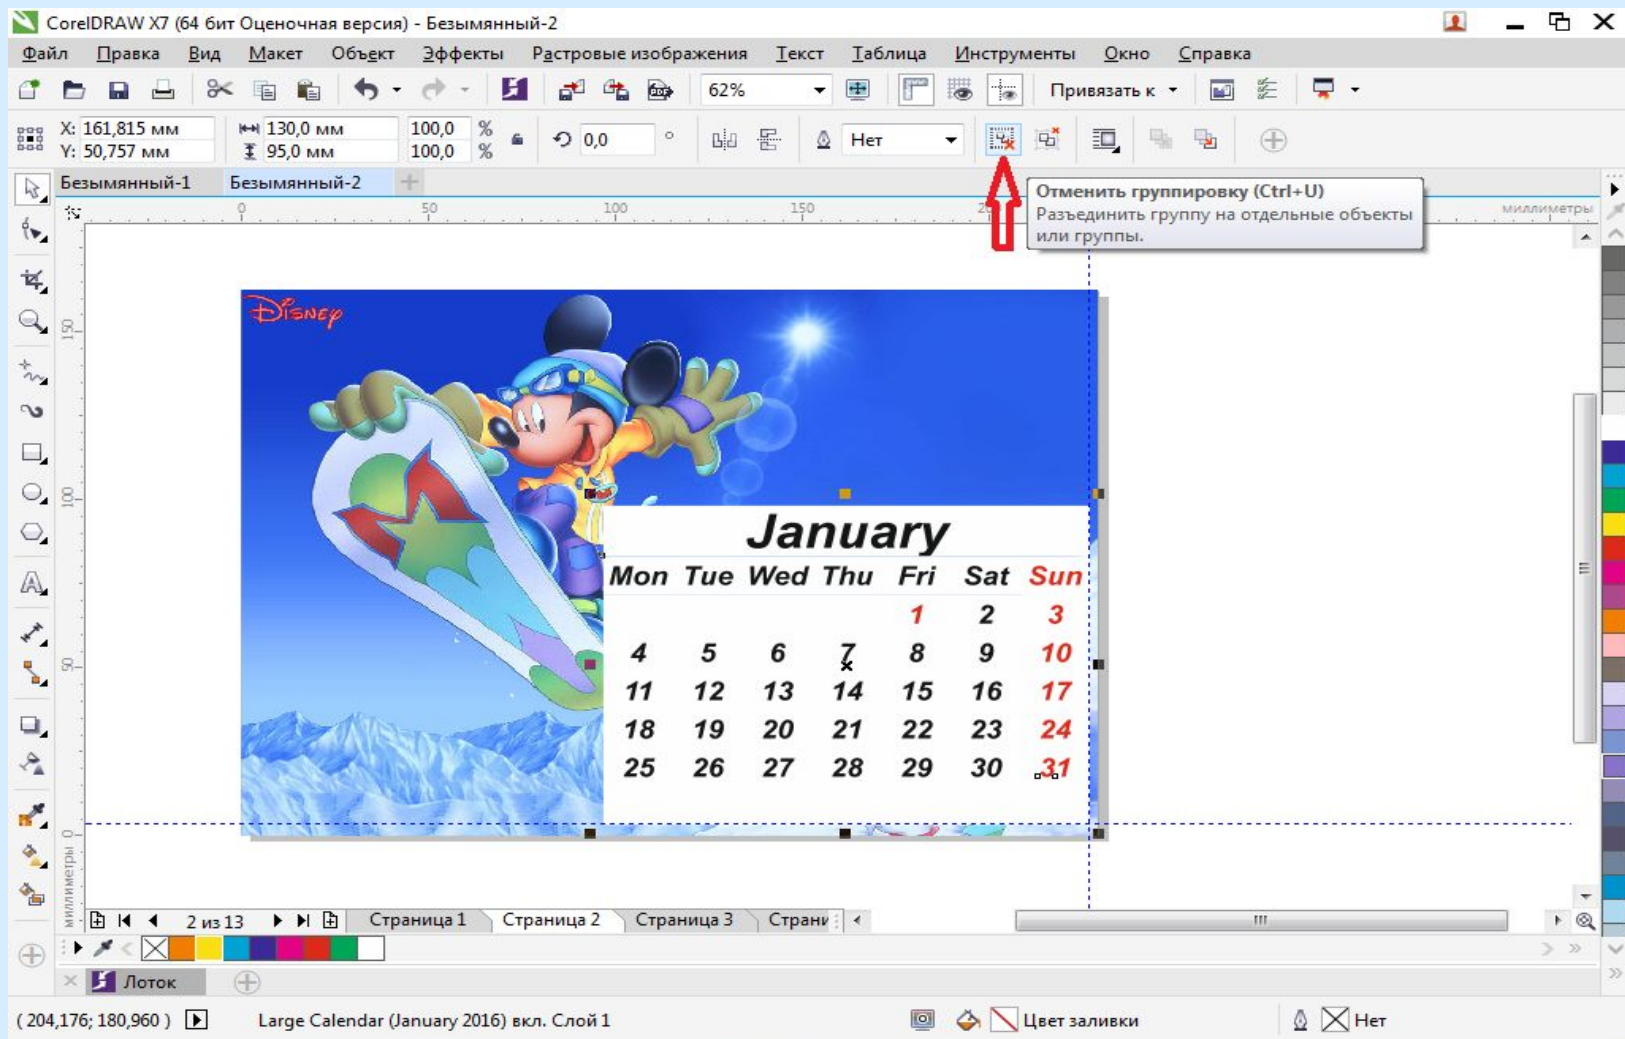 CorelDRAW X7 (64 бит Оценочная версия) - Безымянный-2
Файл Правка Вид Макет Объект Эффекты Растровые изображения Текст Таблица Инструменты Окно Справка
62% Привязать к
X: 161,815 мм 130,0 мм 100,0 %
Y: 50,757 мм 95,0 мм 100,0 %
0,0 °
Нет
Безымянный-1 Безымянный-2
Отменить группировку (Ctrl+U)
Разъединить группу на отдельные объекты
или группы.
0 50 100 150 миллиметры
150
100
50
0
миллиметры
Disney
January
Mon Tue Wed Thu Fri Sat Sun
1 2 3
4 5 6 7 8 9 10
11 12 13 14 15 16 17
18 19 20 21 22 23 24
25 26 27 28 29 30 31
2 из 13 Страница 1 Страница 2 Страница 3 Страни
Лоток
( 204,176; 180,960 ) Large Calendar (January 2016) вкл. Слой 1 Цвет заливки Нет